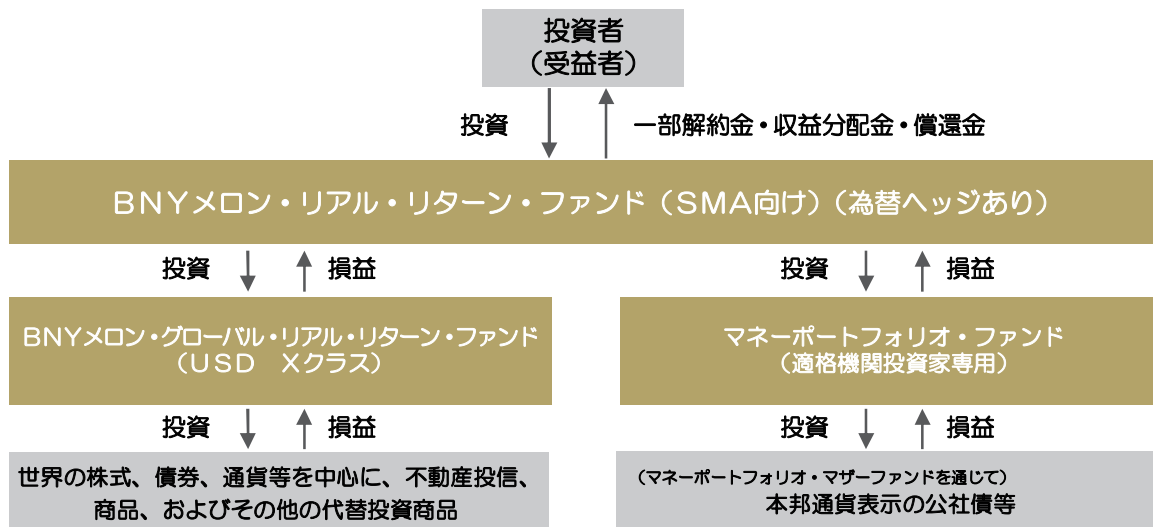 投資者
（受益者）
投資
一部解約金・収益分配金・償還金
ＢＮＹメロン・リアル・リターン・ファンド（ＳＭＡ向け）（為替ヘッジあり）
投資
損益
投資
損益
ＢＮＹメロン・グローバル・リアル・リターン・ファンド
（ＵＳＤ　Ｘクラス）
マネーポートフォリオ・ファンド
（適格機関投資家専用）
投資
損益
投資
損益
世界の株式、債券、通貨等を中心に、不動産投信、
商品、およびその他の代替投資商品
（マネーポートフォリオ・マザーファンドを通じて）
本邦通貨表示の公社債等